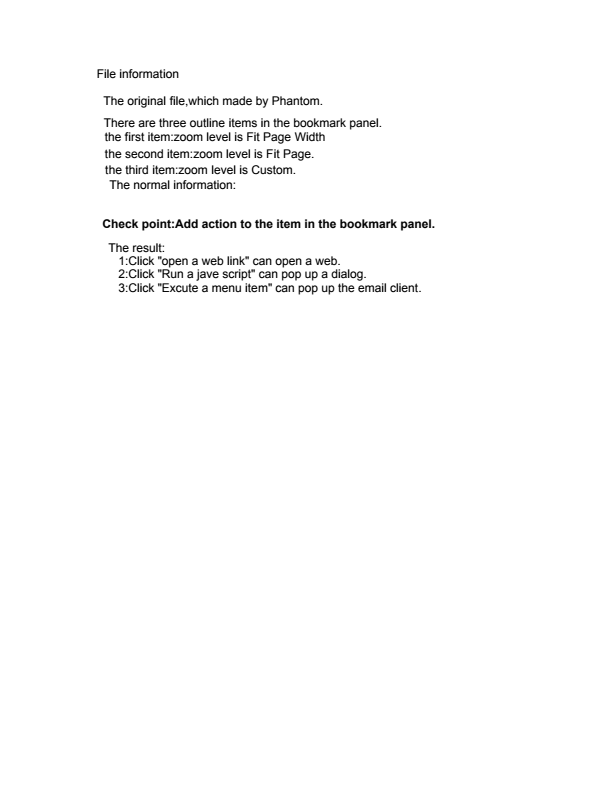 File information
The original file,which made by Phantom.
There are three outline items in the bookmark panel.
the first item:zoom level is Fit Page Width
the second item:zoom level is Fit Page.
the third item:zoom level is Custom.
The normal information:
Check point:Add action to the item in the bookmark panel.
The result:
1:Click "open a web link" can open a web.
2:Click "Run a jave script" can pop up a dialog.
3:Click "Excute a menu item" can pop up the email client.